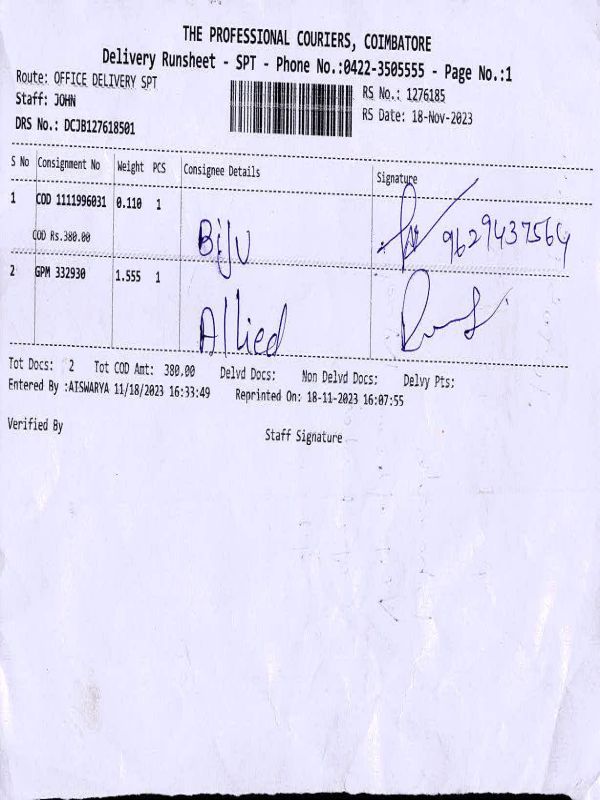 THE PROFESSIONAL COURIERS, COIMBATORE
Delivery Runsheet - SPT - Phone No.:0422-3505555 - Page No.:1
Route: OFFICE DELIVERY SPT
Staff: JOHN
DRS No.: DCJB127618501
RS No.: 1276185
RS Date: 18-Nov-2023
S No Consignment No Weight PCS Consignee Details Signature
1 COD 1111996031 0.110 1
COD Rs.380.00
Biju 9629437564
2 GPM 332930 1.555 1
Allied
Tot Docs: 2 Tot COD Amt: 380.00 Delvd Docs: Non Delvd Docs: Delvy Pts:
Entered By :AISWARYA 11/18/2023 16:33:49 Reprinted On: 18-11-2023 16:07:55
Verified By Staff Signature